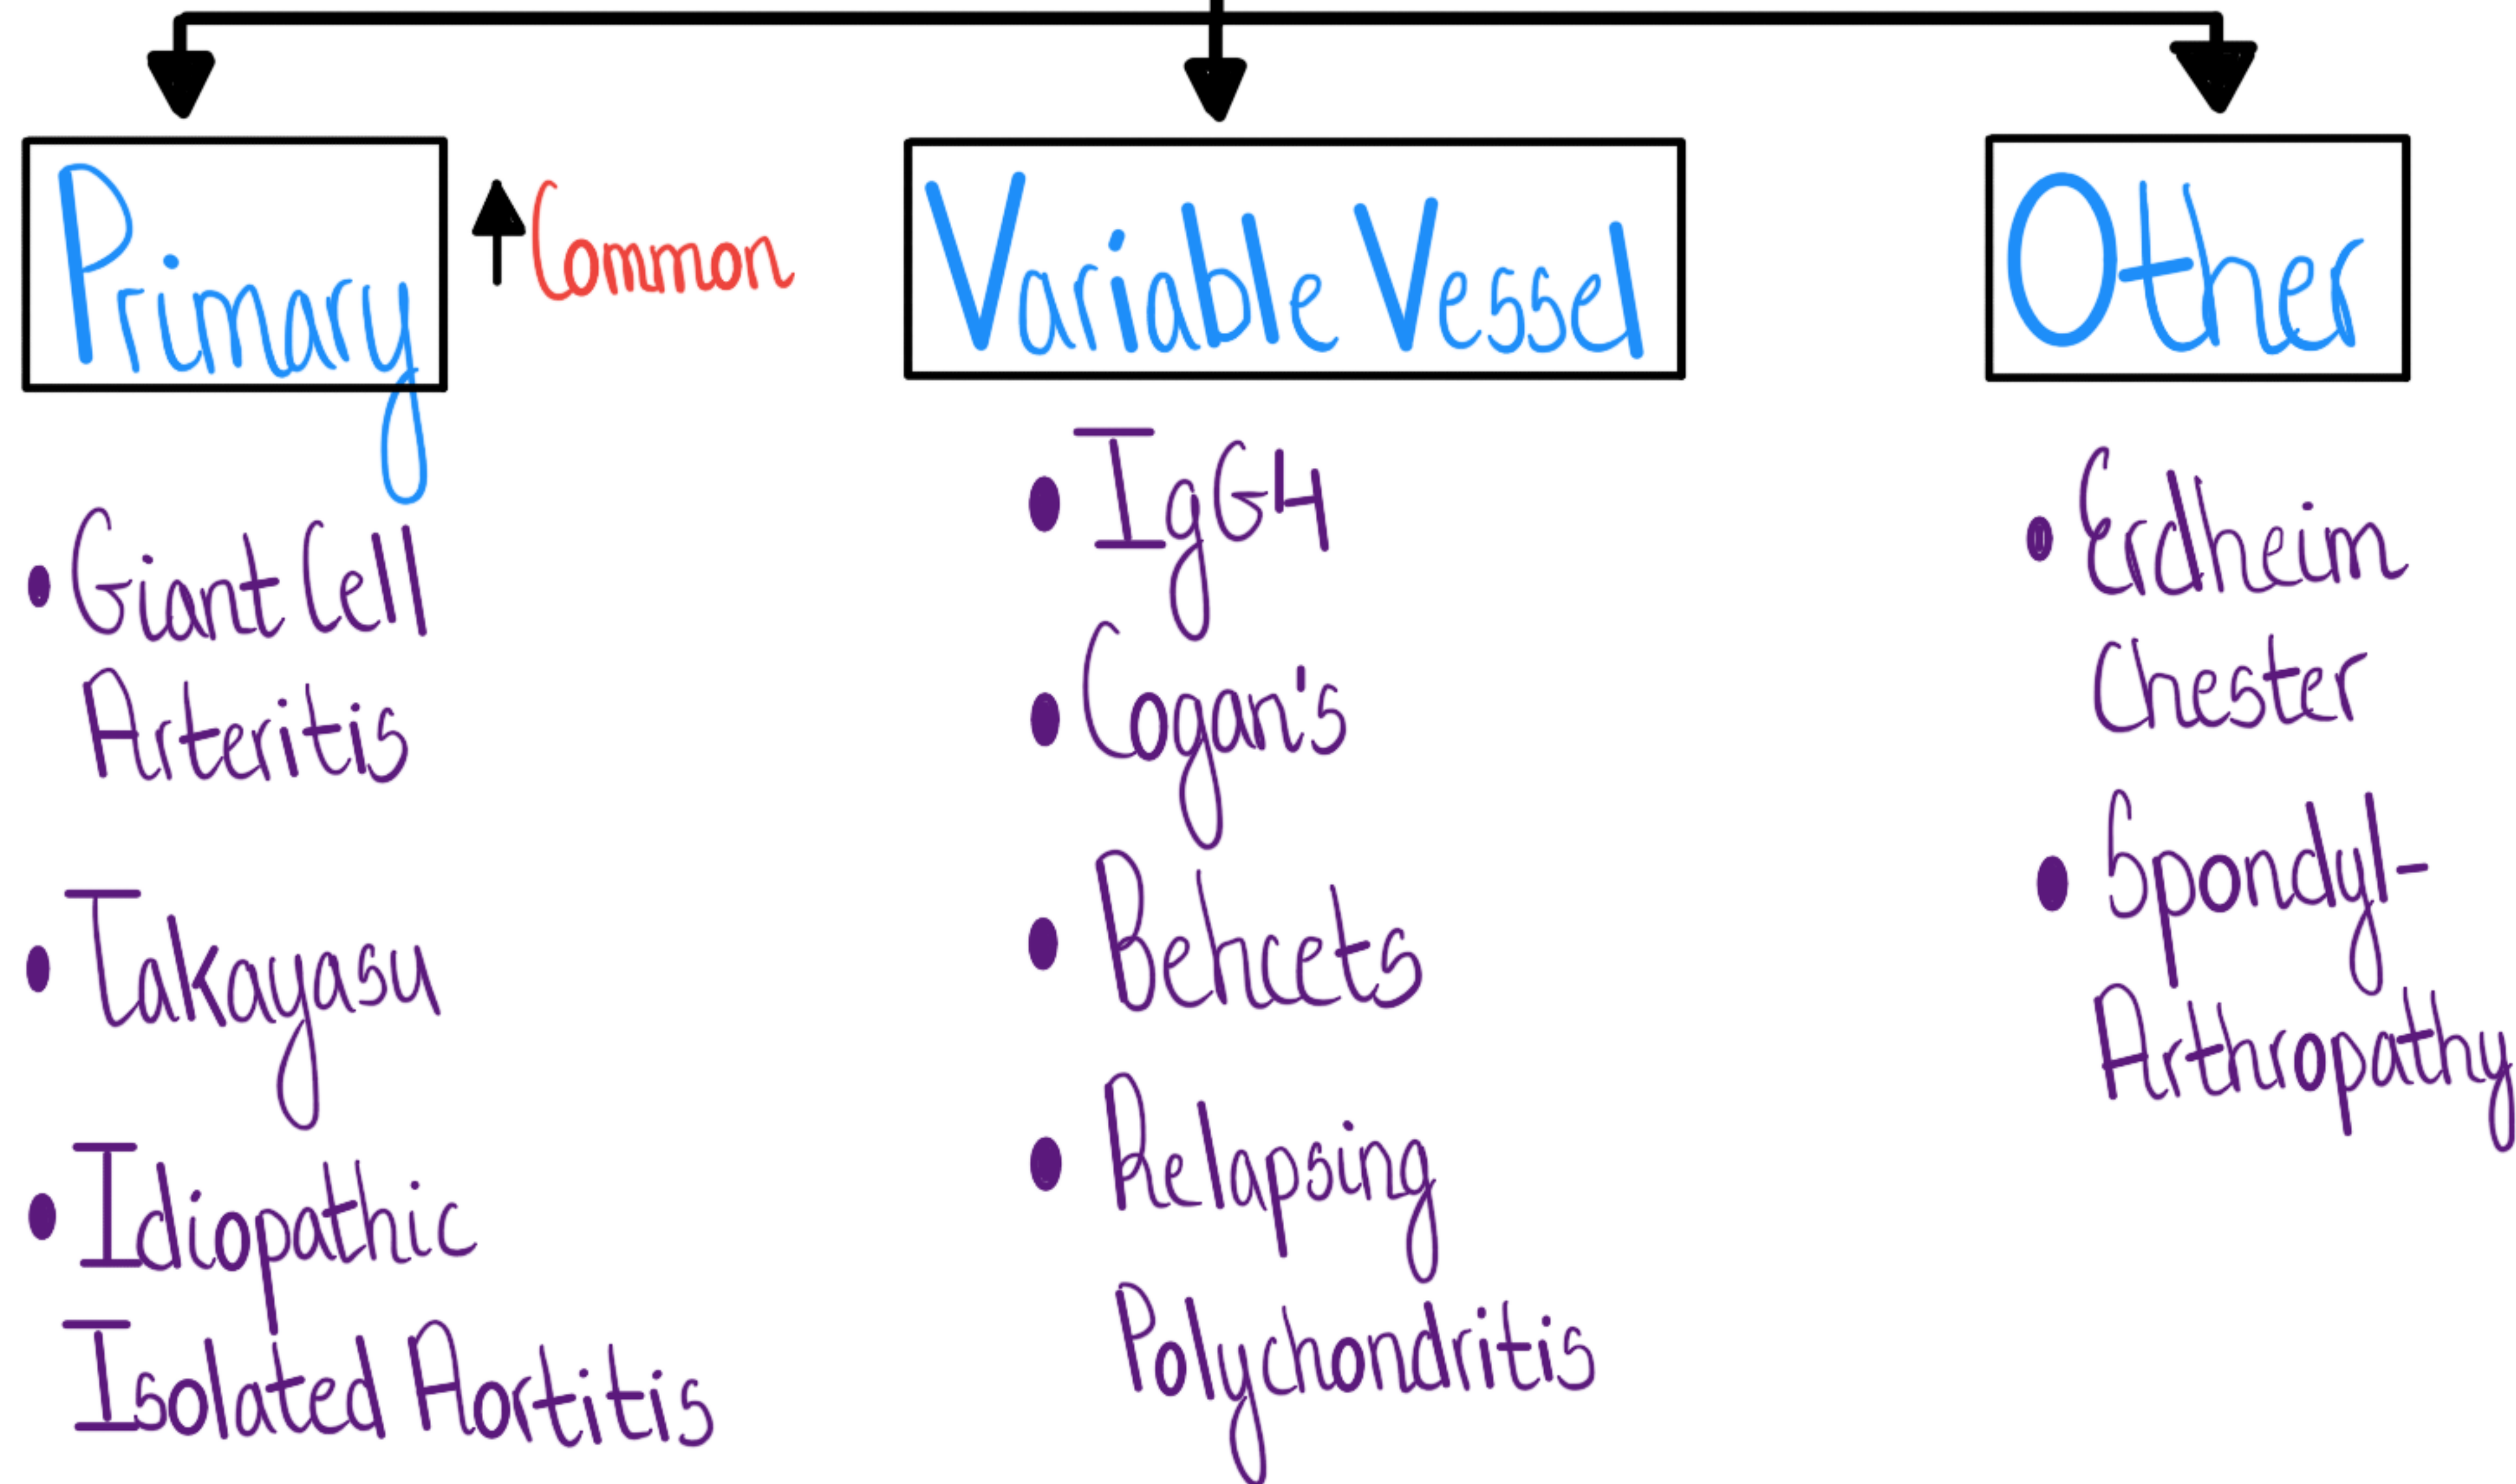 Primary
↑ Common
• Giant Cell
Arteritis
• Takayasu
• Idiopathic
Isolated Aortitis
Variable Vessel
• IgG4
• Cogan's
• Behcets
• Relapsing
Polychondritis
Other
• Erdheim
Chester
• Spondyl-
Arthropathy